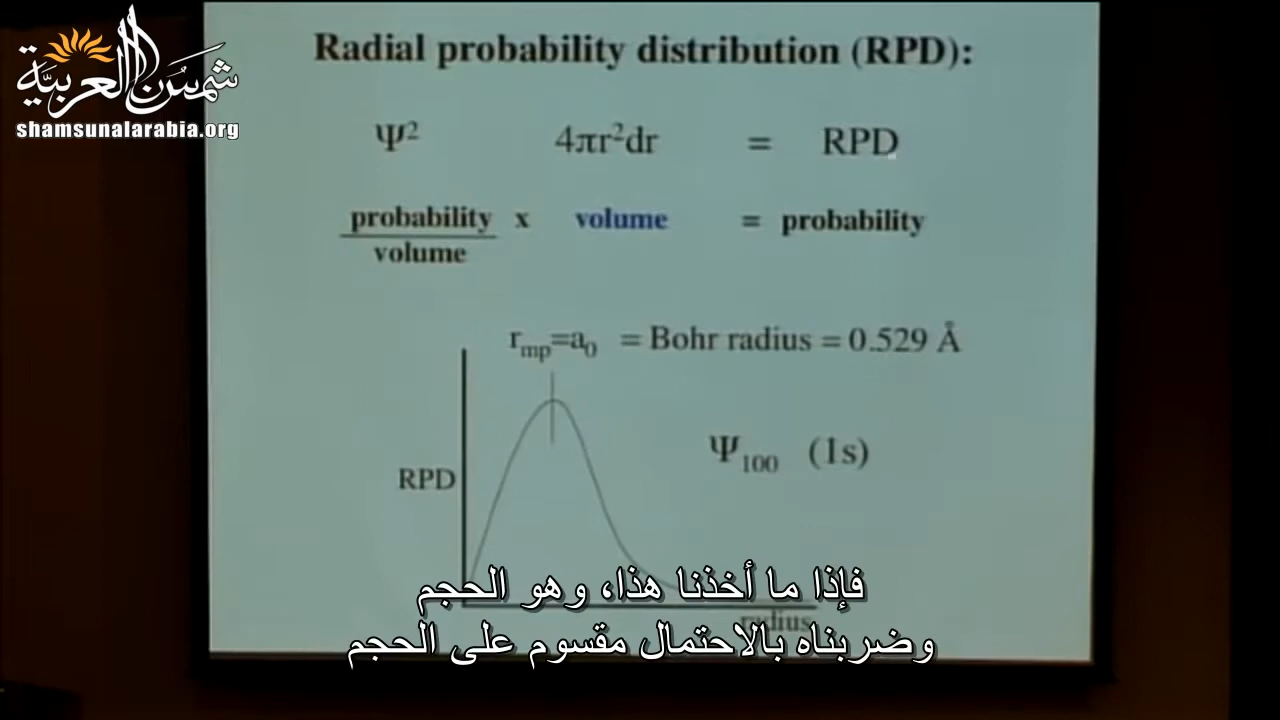 شمس العربية
shamsunalarabia.org
Radial probability distribution (RPD):
Ψ² 4πr²dr = RPD
probability x volume = probability
volume
rmp=a0 = Bohr radius = 0.529 Å
Ψ100 (1s)
RPD
radius
فإذا ما أخذنا هذا، وهو الحجم
وضربناه بالاحتمال مقسوم على الحجم